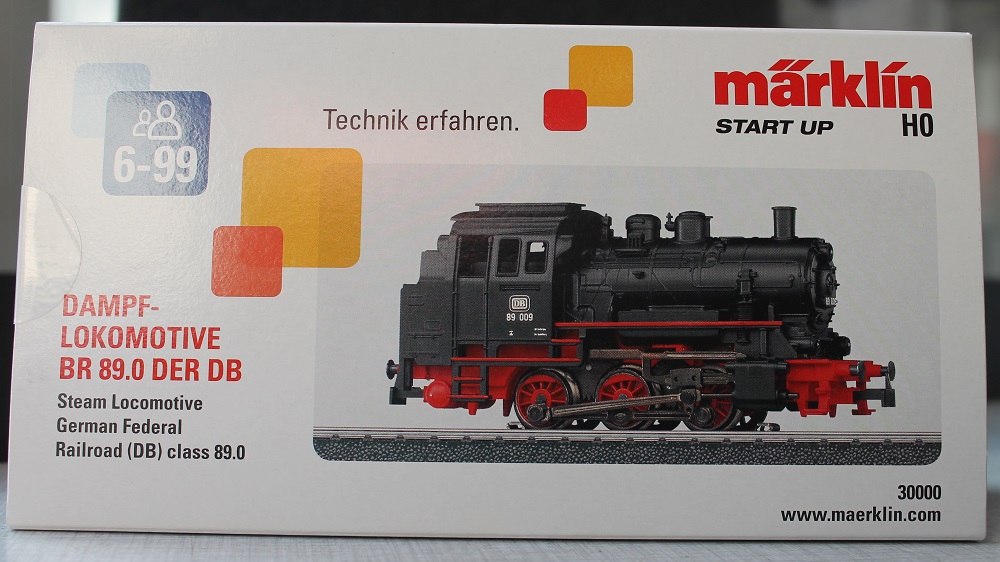 6-99
Technik erfahren.
märklin
START UP
H0
DAMPF-
LOKOMOTIVE
BR 89.0 DER DB
Steam Locomotive
German Federal
Railroad (DB) class 89.0
DB
89 009
30000
www.maerklin.com